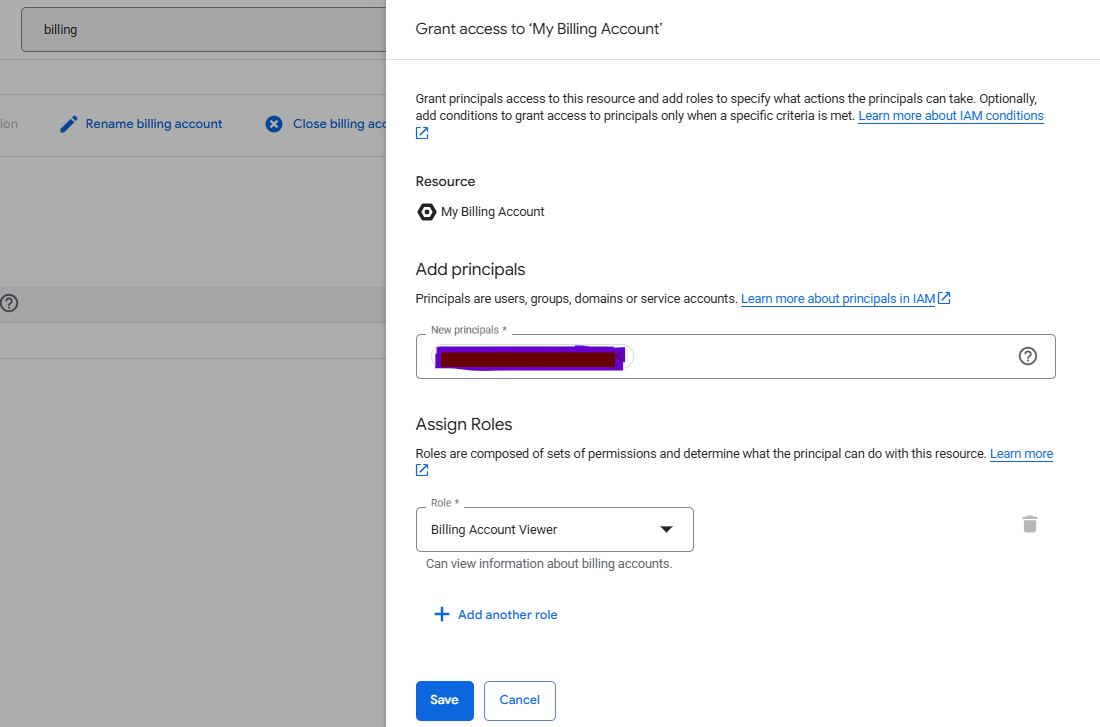 billing
ion
Rename billing account
Close billing acc
Grant access to ‘My Billing Account’
Grant principals access to this resource and add roles to specify what actions the principals can take. Optionally,
add conditions to grant access to principals only when a specific criteria is met. Learn more about IAM conditions
Resource
My Billing Account
Add principals
Principals are users, groups, domains or service accounts. Learn more about principals in IAM
New principals *
Assign Roles
Roles are composed of sets of permissions and determine what the principal can do with this resource. Learn more
Role *
Billing Account Viewer
Can view information about billing accounts.
Add another role
Save
Cancel